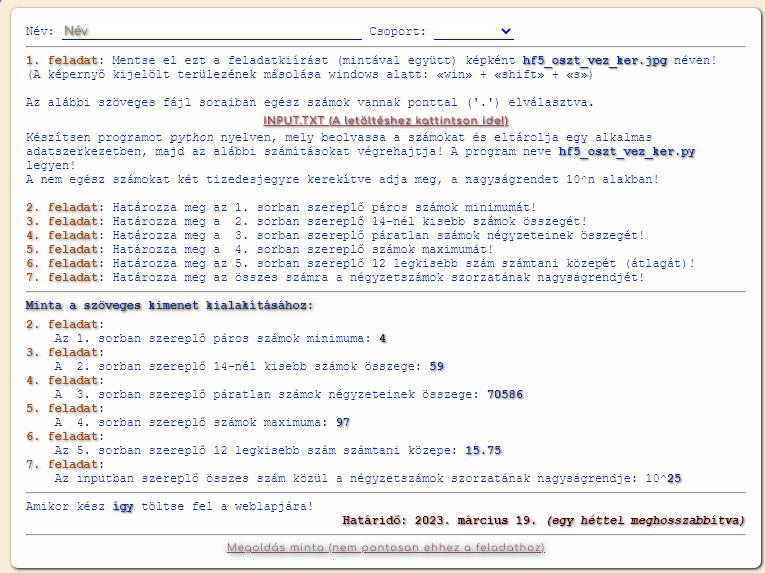 Név: Név Csoport:
1. feladat: Mentse el ezt a feladatkiírást (mintával együtt) képként hf5_oszt_vez_ker.jpg néven!
(A képernyő kijelölt területének másolása windows alatt: «win» + «shift» + «s»)
Az alábbi szöveges fájl soraiban egész számok vannak ponttal ('.') elválasztva.
INPUT.TXT (A letöltéshez kattintson ide!)
Készítsen programot python nyelven, mely beolvassa a számokat és eltárolja egy alkalmas
adatszerkezetben, majd az alábbi számításokat végrehajtja! A program neve hf5_oszt_vez_ker.py
legyen!
A nem egész számokat két tizedesjegyre kerekítve adja meg, a nagyságrendet 10^n alakban!
2. feladat: Határozza meg az 1. sorban szereplő páros számok minimumát!
3. feladat: Határozza meg a 2. sorban szereplő 14-nél kisebb számok összegét!
4. feladat: Határozza meg a 3. sorban szereplő páratlan számok négyzeteinek összegét!
5. feladat: Határozza meg a 4. sorban szereplő számok maximumát!
6. feladat: Határozza meg az 5. sorban szereplő 12 legkisebb szám számtani közepét (átlagát)!
7. feladat: Határozza meg az összes számra a négyzetszámok szorzatának nagyságrendjét!
Minta a szöveges kimenet kialakításához:
2. feladat:
Az 1. sorban szereplő páros számok minimuma: 4
3. feladat:
A 2. sorban szereplő 14-nél kisebb számok összege: 59
4. feladat:
A 3. sorban szereplő páratlan számok négyzeteinek összege: 70586
5. feladat:
A 4. sorban szereplő számok maximuma: 97
6. feladat:
Az 5. sorban szereplő 12 legkisebb szám számtani közepe: 15.75
7. feladat:
Az inputban szereplő összes szám közül a négyzetszámok szorzatának nagyságrendje: 10^25
Amikor kész így töltse fel a weblapjára!
Határidő: 2023. március 19. (egy héttel meghosszabbítva)
Megoldás minta (nem pontosan ehhez a feladathoz)